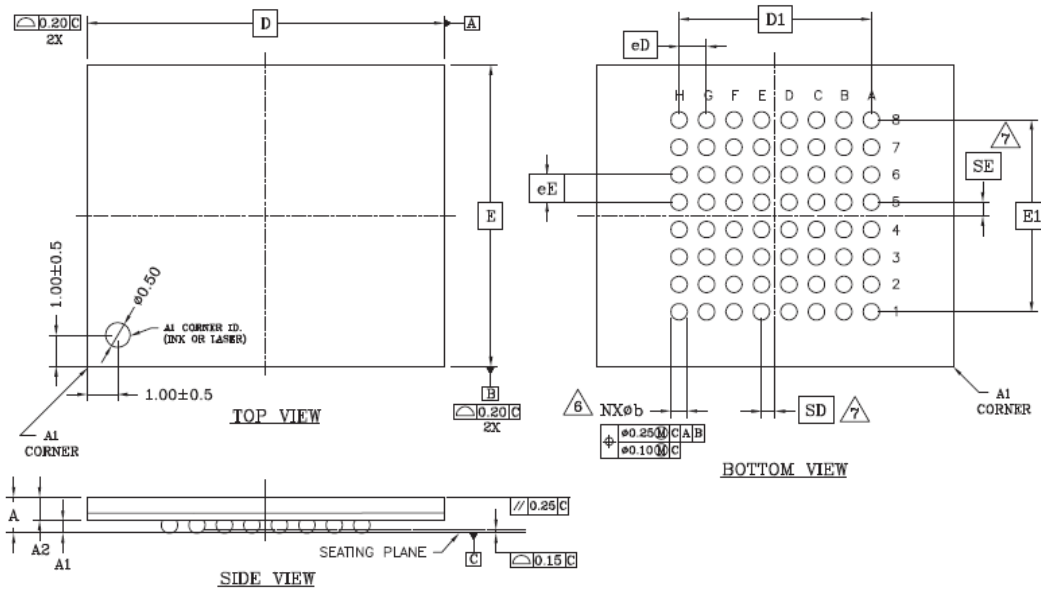 ⌓ 0.20 C
2X
D
A
E
1.00±0.5
ø0.50
A1 CORNER ID.
(INK OR LASER)
1.00±0.5
B
⌓ 0.20 C
2X
A1
CORNER
TOP VIEW
D1
eD
H G F E D C B A
8
7
6
5
4
3
2
1
7
SE
eE
E1
6 NXøb
⌖ ø0.25Ⓜ C A B
ø0.10Ⓜ C
SD 7
A1
CORNER
BOTTOM VIEW
A
A2
A1
// 0.25 C
SEATING PLANE
C
⌓ 0.15 C
SIDE VIEW